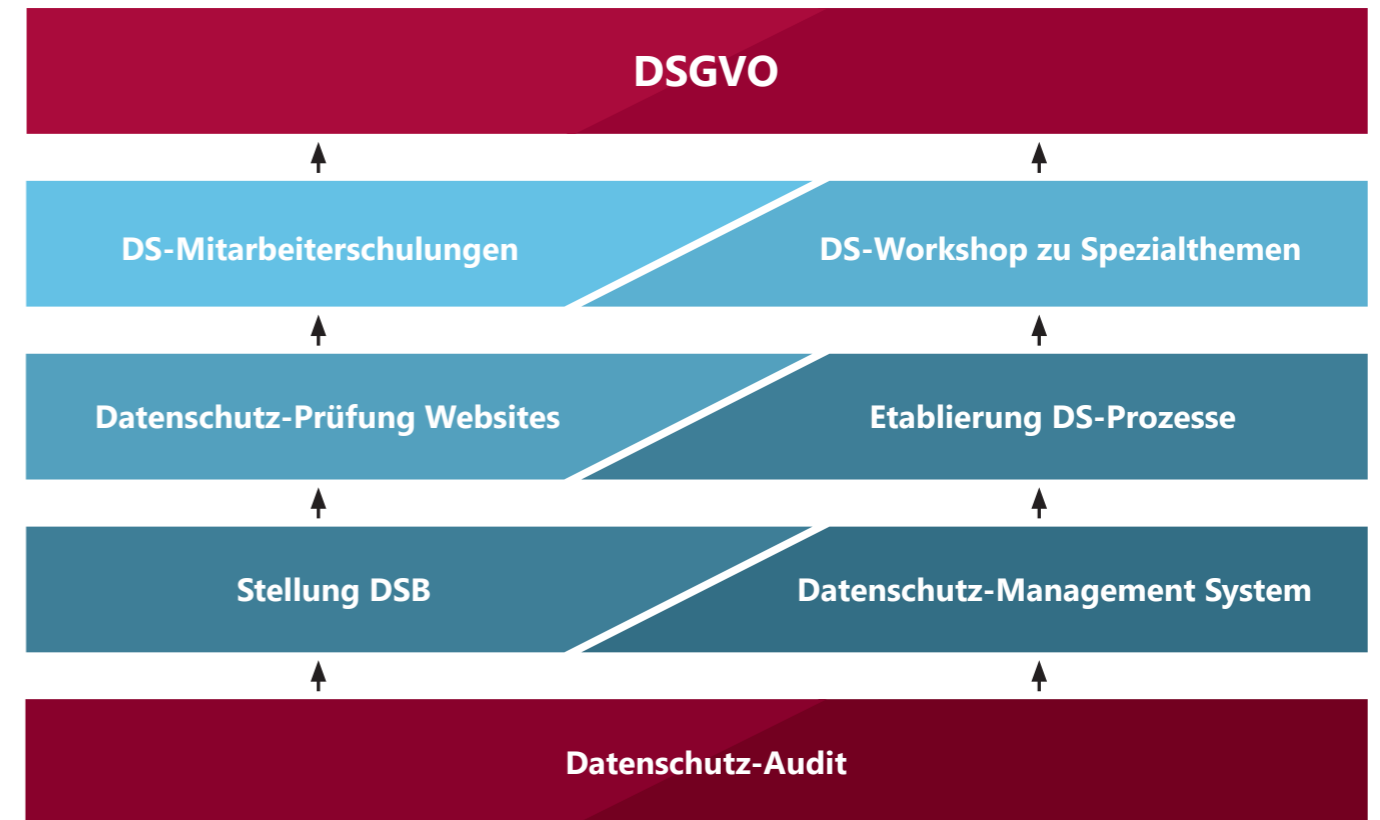 DSGVO
DS-Mitarbeiterschulungen
DS-Workshop zu Spezialthemen
Datenschutz-Prüfung Websites
Etablierung DS-Prozesse
Stellung DSB
Datenschutz-Management System
Datenschutz-Audit